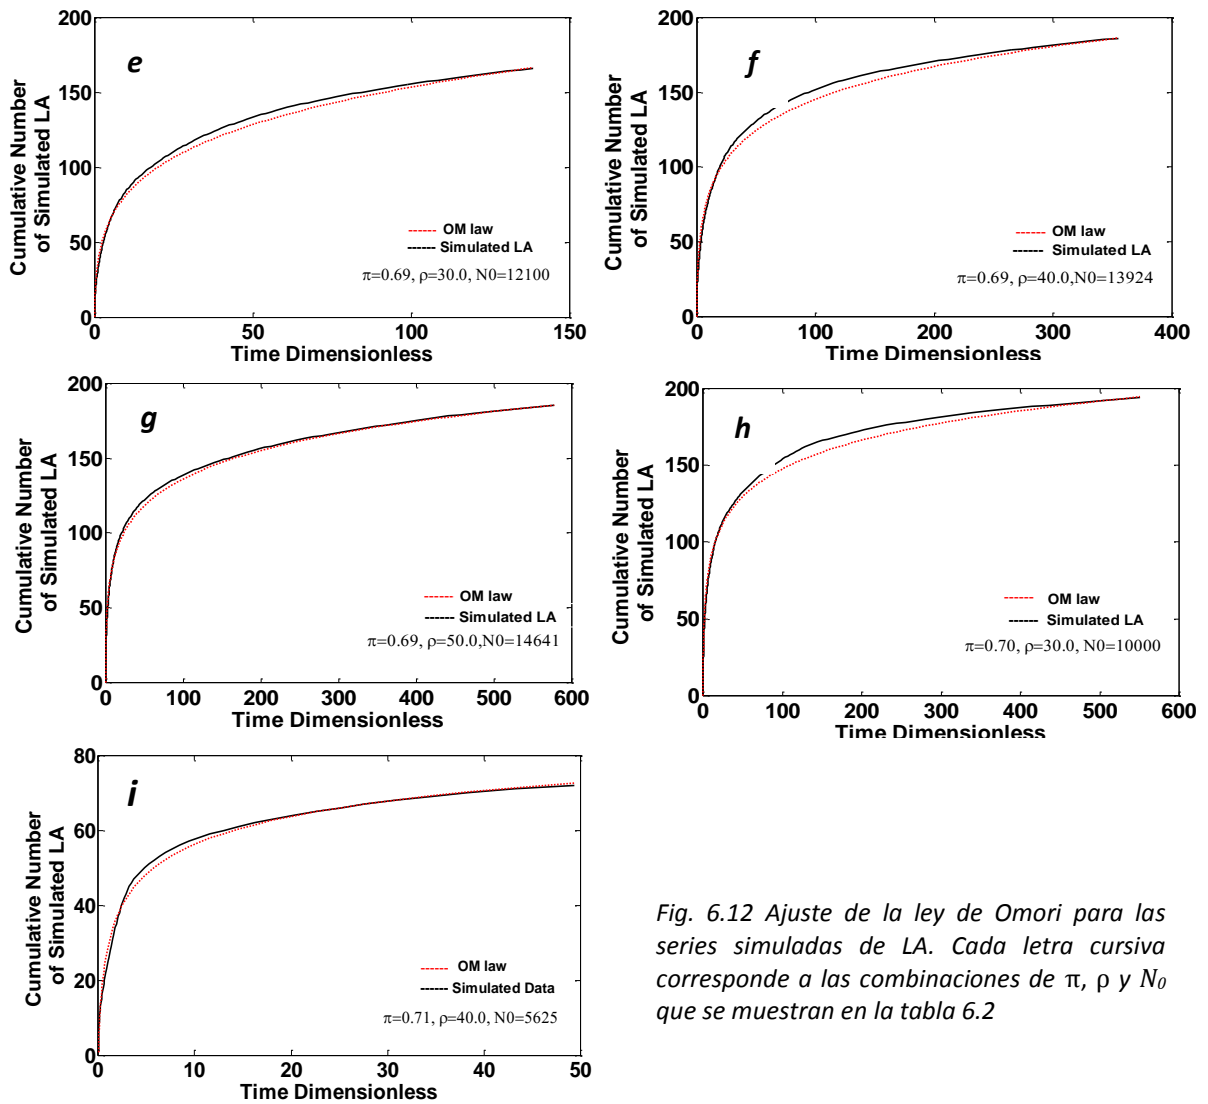 200
150
100
50
0
Cumulative Number
of Simulated LA
e
OM law
Simulated LA
π=0.69, ρ=30.0, N0=12100
0 50 100 150
Time Dimensionless
200
150
100
50
0
Cumulative Number
of Simulated LA
f
OM law
Simulated LA
π=0.69, ρ=40.0,N0=13924
0 100 200 300 400
Time Dimensionless
200
150
100
50
0
Cumulative Number
of Simulated LA
g
OM law
Simulated LA
π=0.69, ρ=50.0,N0=14641
0 100 200 300 400 500 600
Time Dimensionless
200
150
100
50
0
Cumulative Number
of Simulated LA
h
OM law
Simulated LA
π=0.70, ρ=30.0, N0=10000
0 100 200 300 400 500 600
Time Dimensionless
80
60
40
20
0
Cumulative Number
of Simulated LA
i
OM law
Simulated Data
π=0.71, ρ=40.0, N0=5625
0 10 20 30 40 50
Time Dimensionless
Fig. 6.12 Ajuste de la ley de Omori para las
series simuladas de LA. Cada letra cursiva
corresponde a las combinaciones de π, ρ y N₀
que se muestran en la tabla 6.2